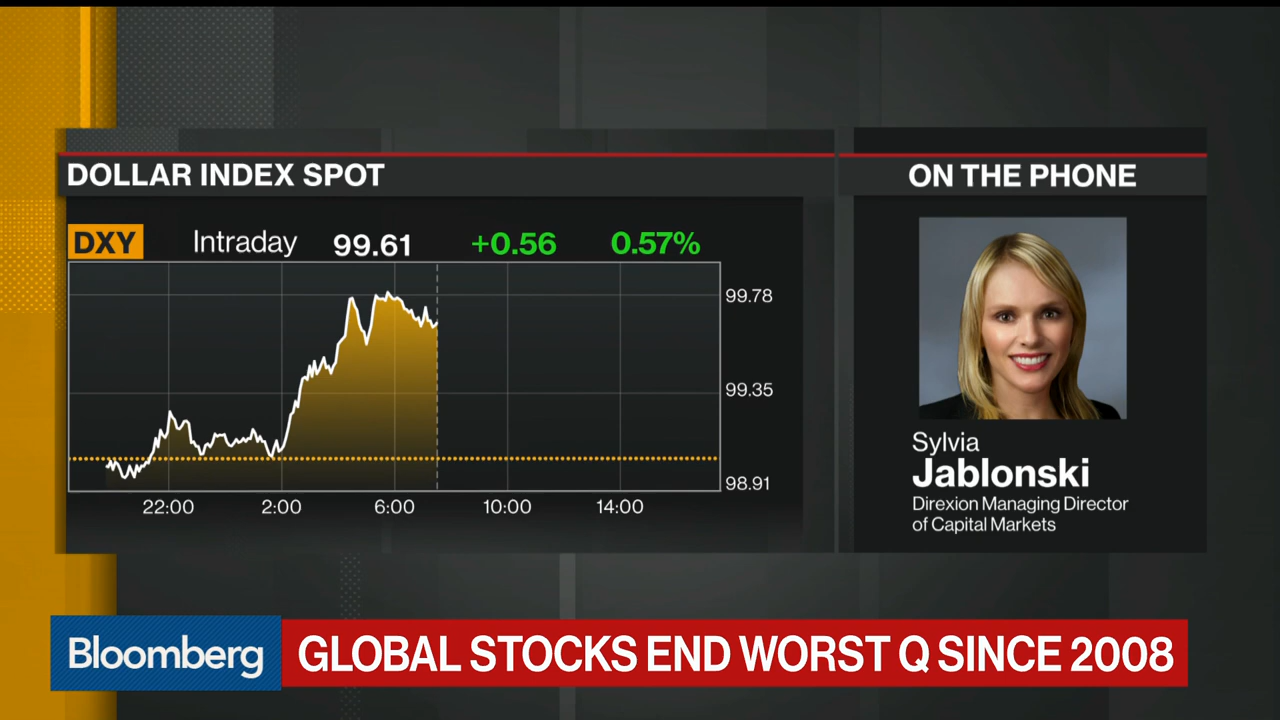 DOLLAR INDEX SPOT
DXY Intraday 99.61 +0.56 0.57%
99.78
99.35
98.91
22:00 2:00 6:00 10:00 14:00
ON THE PHONE
Sylvia
Jablonski
Direxion Managing Director
of Capital Markets
Bloomberg
GLOBAL STOCKS END WORST Q SINCE 2008